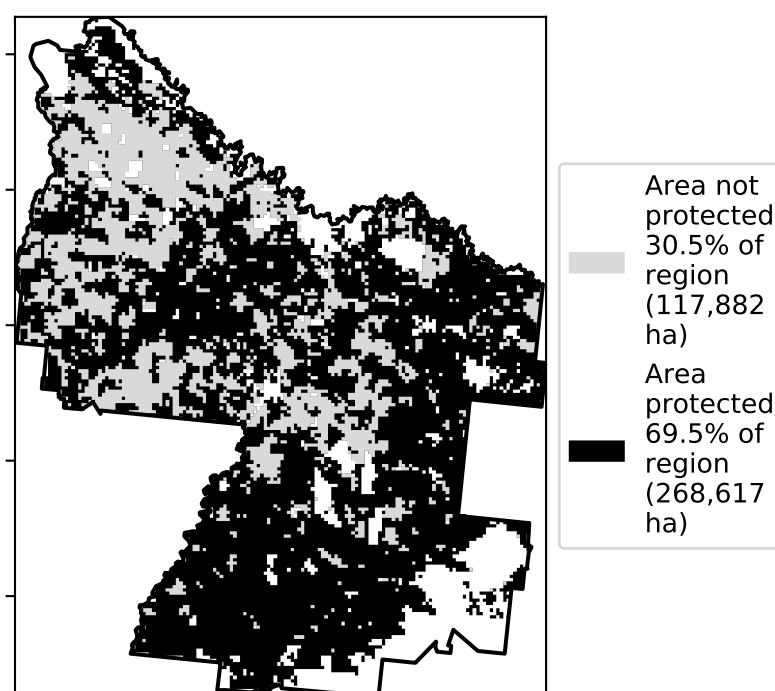 Area not
protected
30.5% of
region
(117,882
ha)
Area
protected
69.5% of
region
(268,617
ha)